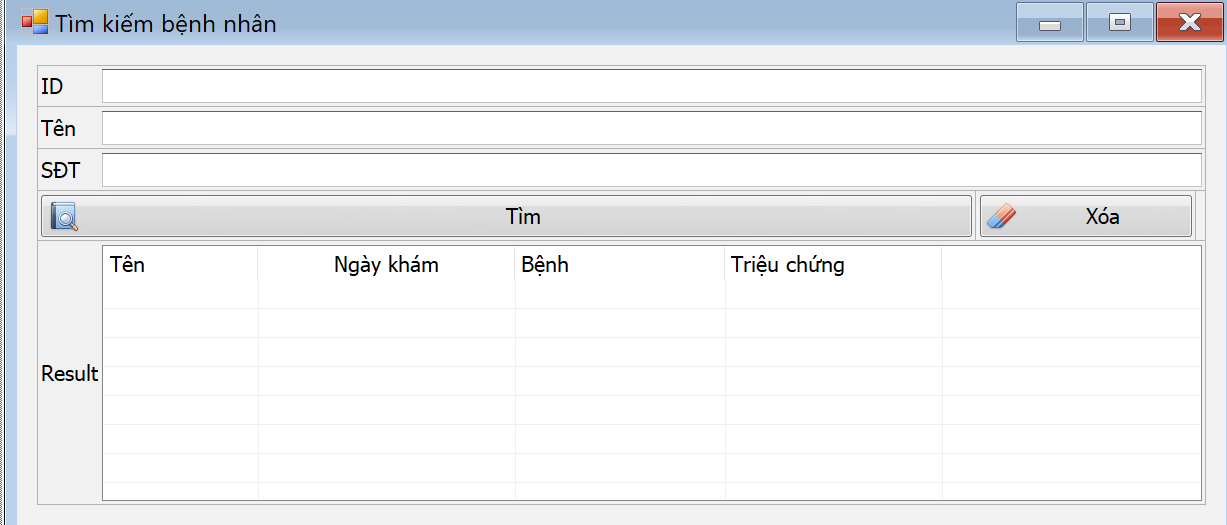 Tìm kiếm bệnh nhân
ID
Tên
SĐT
Tìm Xóa
Tên Ngày khám Bệnh Triệu chứng
Result